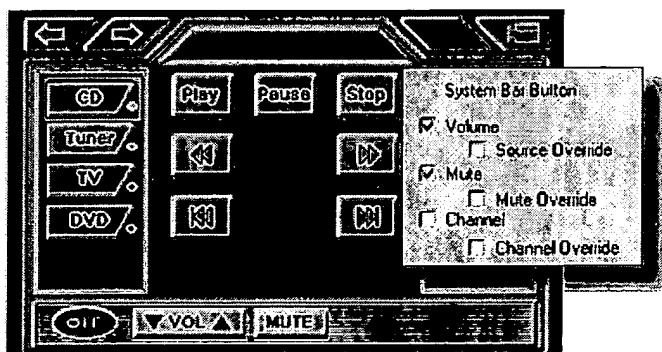 CD
Tuner
TV
DVD
Play Pause Stop
System Bar Button
Volume
Source Override
Mute
Mute Override
Channel
Channel Override
Off VOL MUTE